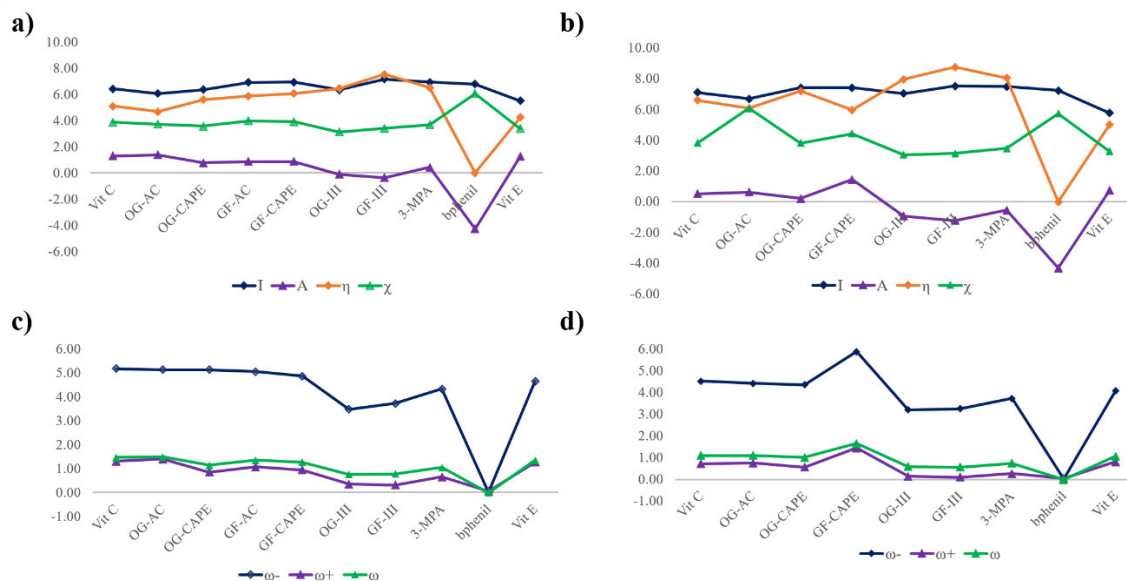 a)
10.00
8.00
6.00
4.00
2.00
0.00
-2.00
-4.00
-6.00
Vit C
OG-AC
OG-CAPE
GF-AC
GF-CAPE
OG-III
GF-III
3-MPA
bphenil
Vit E
I A η χ
b)
10.00
8.00
6.00
4.00
2.00
0.00
-2.00
-4.00
-6.00
Vit C
OG-AC
OG-CAPE
GF-CAPE
OG-III
GF-III
3-MPA
bphenil
Vit E
I A η χ
c)
6.00
5.00
4.00
3.00
2.00
1.00
0.00
-1.00
Vit C
OG-AC
OG-CAPE
GF-AC
GF-CAPE
OG-III
GF-III
3-MPA
bphenil
Vit E
ω- ω+ ω
d)
6.00
5.00
4.00
3.00
2.00
1.00
0.00
-1.00
Vit C
OG-AC
OG-CAPE
GF-CAPE
OG-III
GF-III
3-MPA
bphenil
Vit E
ω- ω+ ω